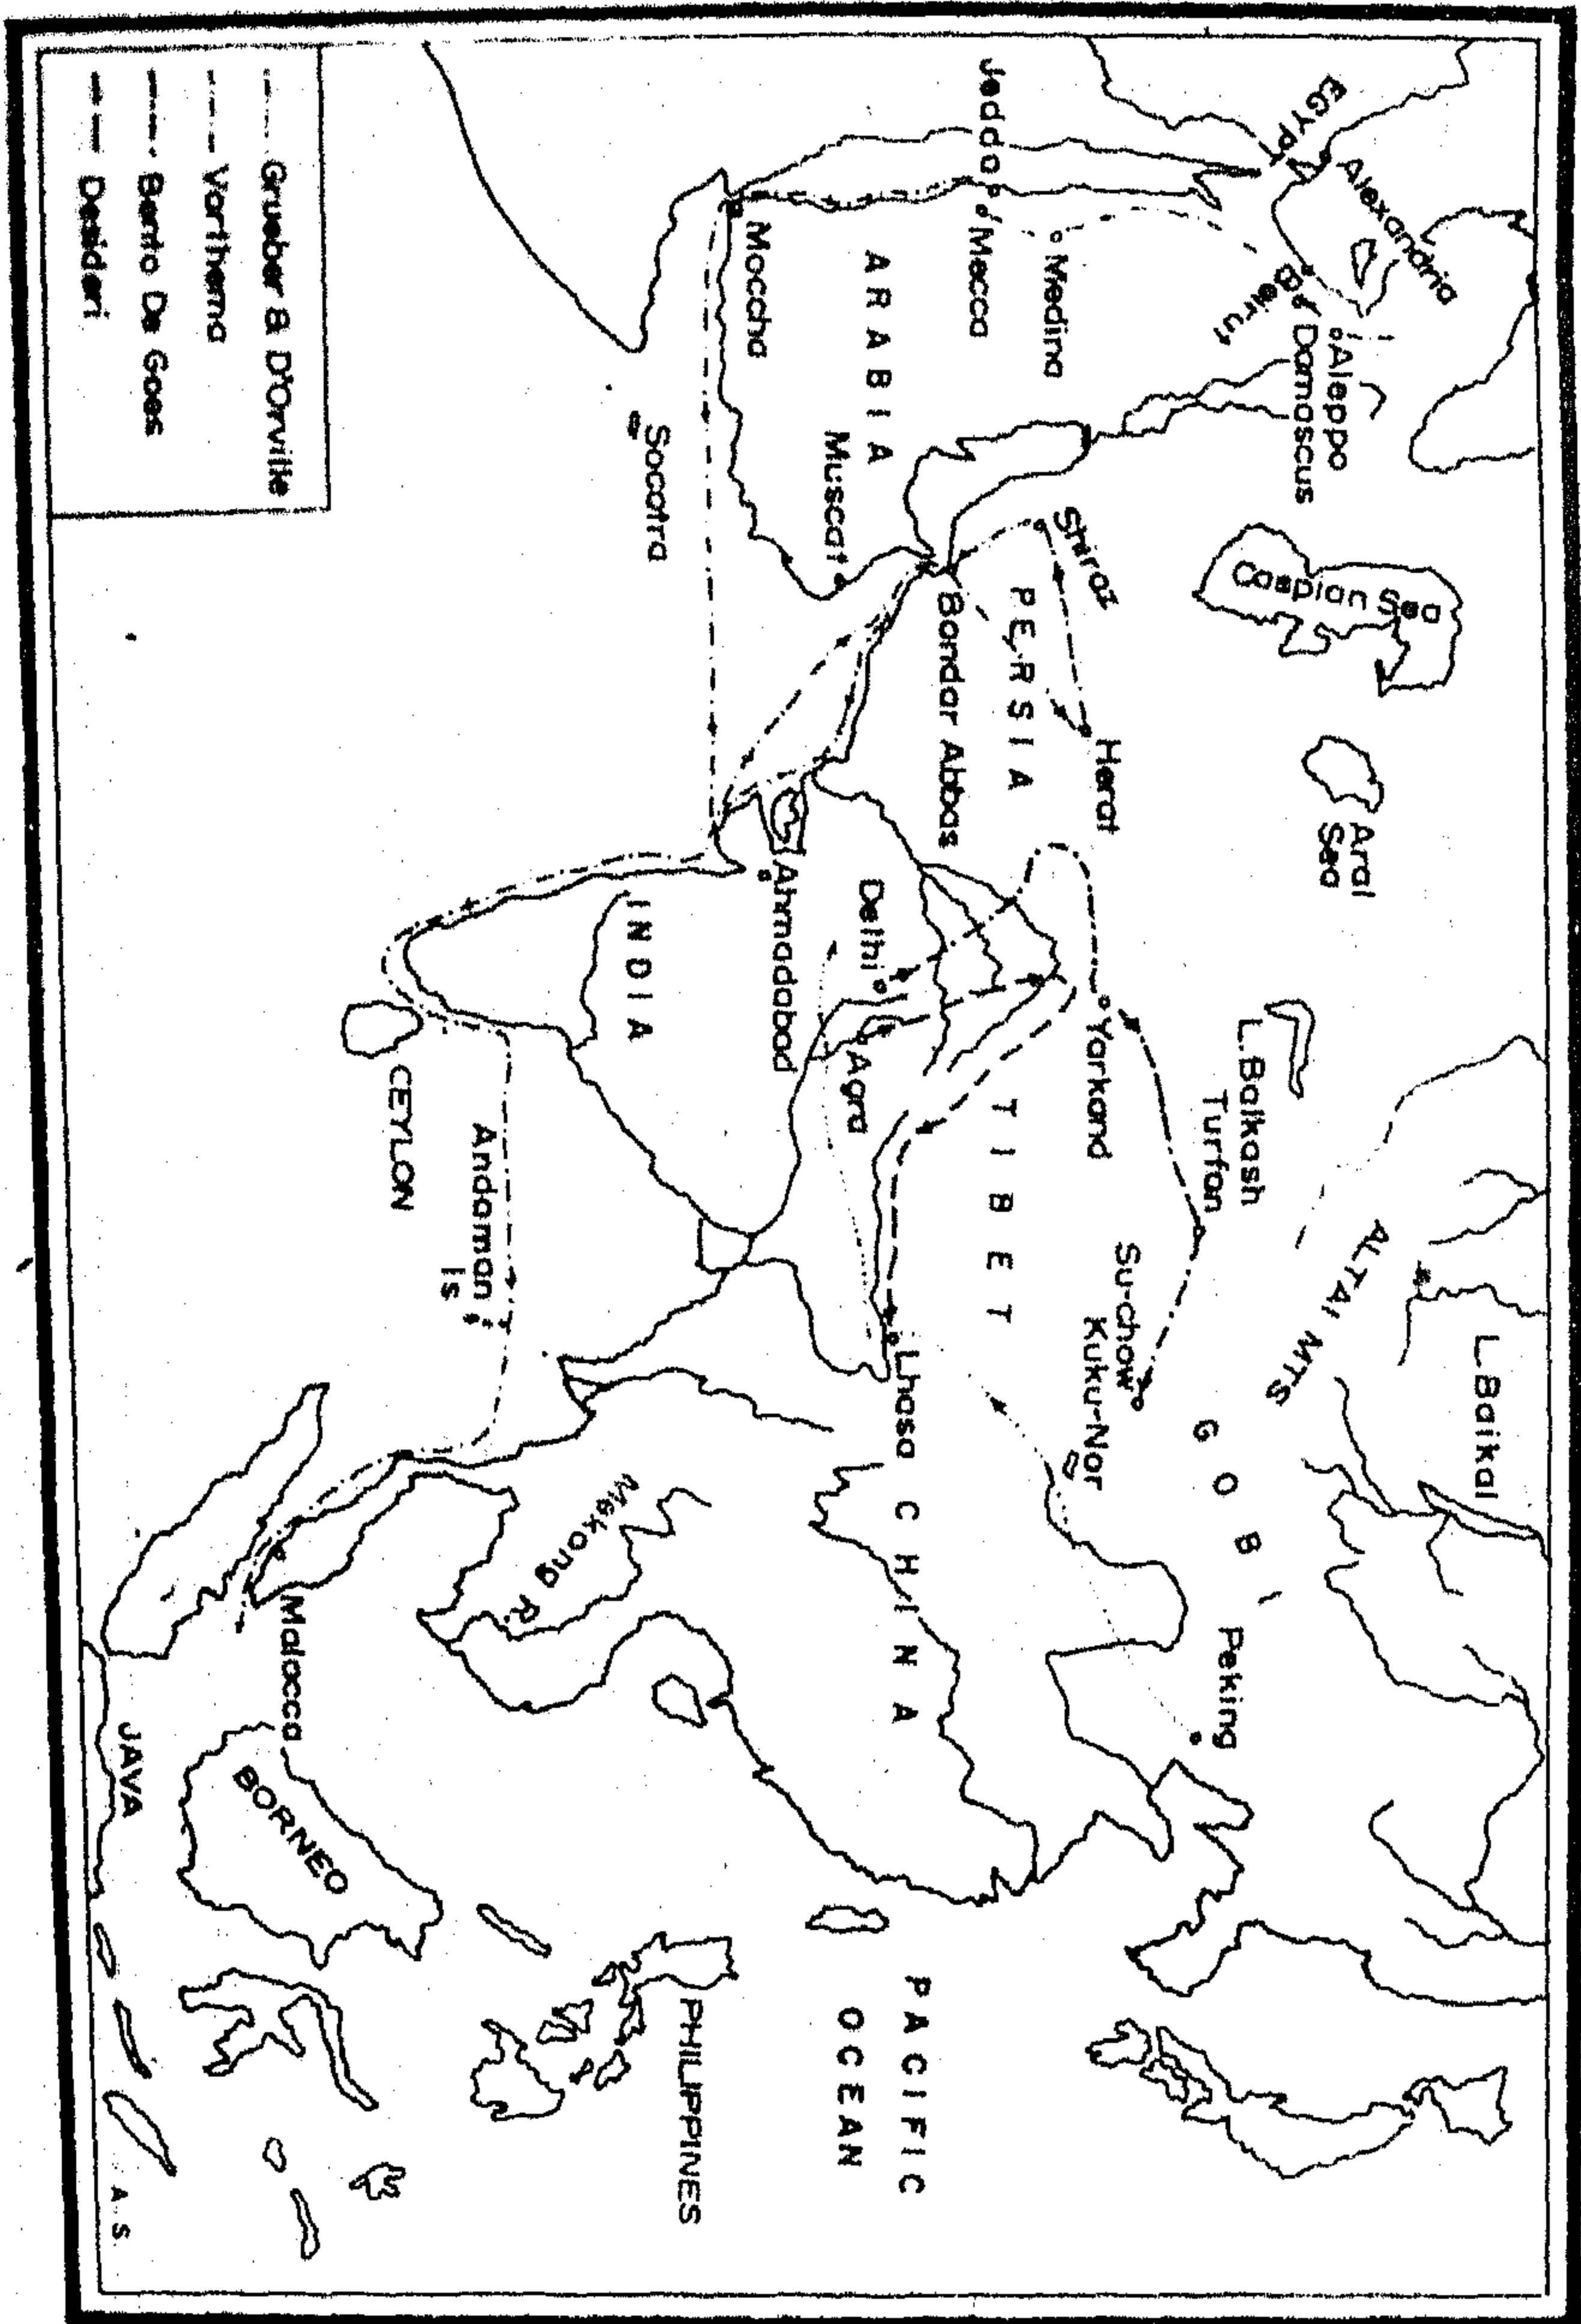 L.Baikal
ALTAI MTS
L.Balkash
Turfan
Aral
Sea
Caspian Sea
Alexandria
EGYPT
Beirut
Aleppo
Damascus
GOBI
Peking
Su-chow
Kuku-Nor
Yarkand
Herat
Shiraz
PERSIA
Medina
Meca
Jedda
TIBET
Bandar Abbas
Lhasa
CHINA
Delhi
Agra
ARABIA
Muscat
Ahmadabad
Moccha
PACIFIC
OCEAN
INDIA
Socotra
Mekong R.
PHILIPPINES
Andaman
Is
CEYLON
Malacca
BORNEO
JAVA
Grueber & D'Orville
Varthema
Bento De Goes
Desideri
A.S.